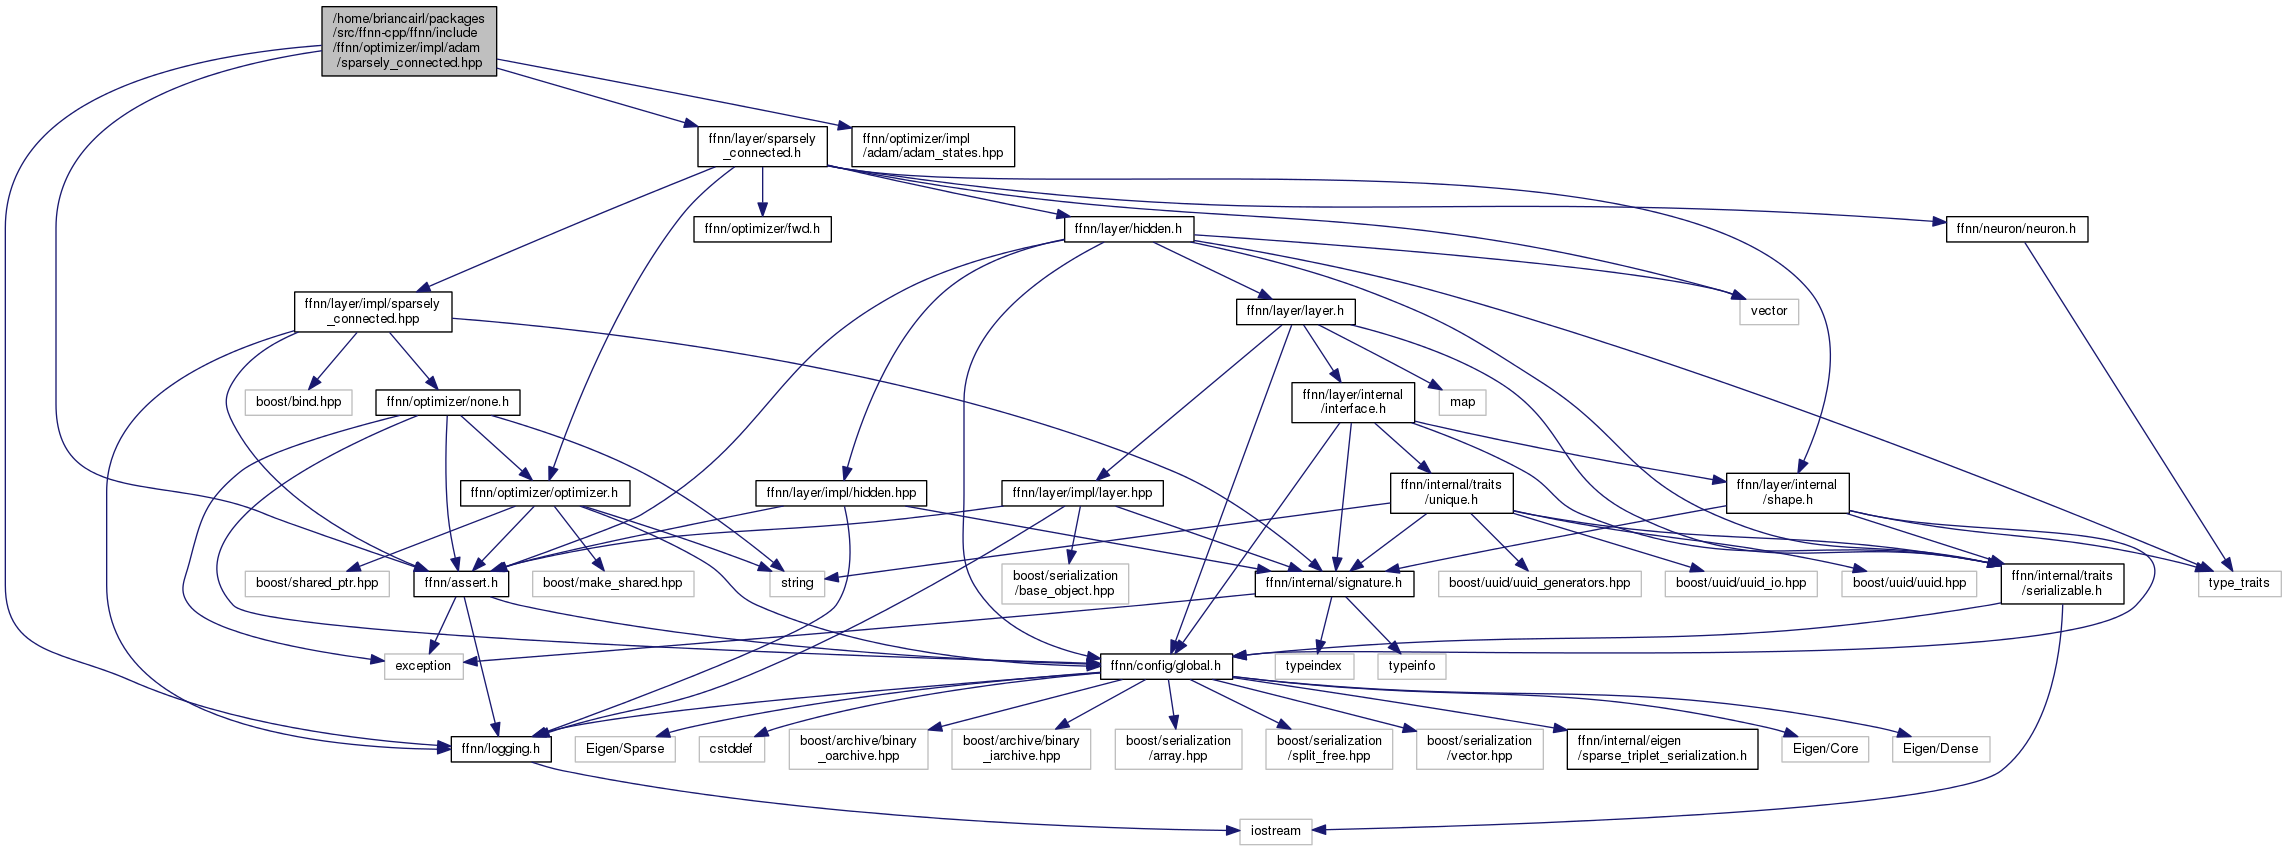 /home/briancairl/packages
/src/ffnn-cpp/ffnn/include
/ffnn/optimizer/impl/adam
/sparsely_connected.hpp
ffnn/layer/sparsely
_connected.h
ffnn/optimizer/impl
/adam/adam_states.hpp
ffnn/optimizer/fwd.h
ffnn/layer/hidden.h
ffnn/neuron/neuron.h
ffnn/layer/impl/sparsely
_connected.hpp
ffnn/layer/layer.h
vector
boost/bind.hpp
ffnn/optimizer/none.h
ffnn/layer/internal
/interface.h
map
ffnn/optimizer/optimizer.h
ffnn/layer/impl/hidden.hpp
ffnn/layer/impl/layer.hpp
ffnn/internal/traits
/unique.h
ffnn/layer/internal
/shape.h
boost/shared_ptr.hpp
ffnn/assert.h
boost/make_shared.hpp
string
boost/serialization
/base_object.hpp
ffnn/internal/signature.h
boost/uuid/uuid_generators.hpp
boost/uuid/uuid_io.hpp
boost/uuid/uuid.hpp
ffnn/internal/traits
/serializable.h
type_traits
exception
ffnn/config/global.h
typeindex
typeinfo
ffnn/logging.h
Eigen/Sparse
cstddef
boost/archive/binary
_oarchive.hpp
boost/archive/binary
_iarchive.hpp
boost/serialization
/array.hpp
boost/serialization
/split_free.hpp
boost/serialization
/vector.hpp
ffnn/internal/eigen
/sparse_triplet_serialization.h
Eigen/Core
Eigen/Dense
iostream